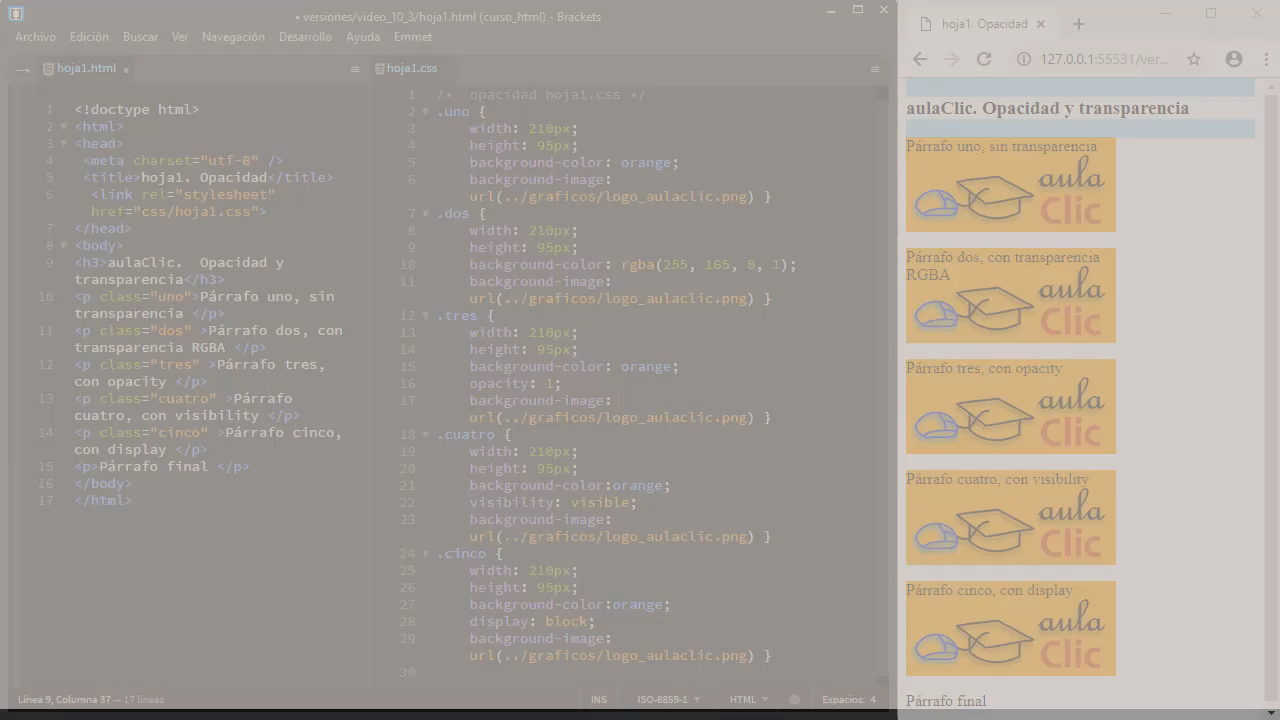 • versiones/video_10_3/hoja1.html (curso_html) - Brackets
Archivo Edición Buscar Ver Navegación Desarrollo Ayuda Emmet
hoja1.html
1 <!doctype html>
2 <html>
3 <head>
4 <meta charset="utf-8" />
5 <title>hoja1. Opacidad</title>
6 <link rel="stylesheet"
href="css/hoja1.css">
7 </head>
8 <body>
9 <h3>aulaClic.  Opacidad y
transparencia</h3>
10 <p class="uno">Párrafo uno, sin
transparencia </p>
11 <p class="dos" >Párrafo dos, con
transparencia RGBA </p>
12 <p class="tres" >Párrafo tres,
con opacity </p>
13 <p class="cuatro" >Párrafo
cuatro, con visibility </p>
14 <p class="cinco" >Párrafo cinco,
con display </p>
15 <p>Párrafo final </p>
16 </body>
17 </html>
hoja1.css
1 /*  opacidad hoja1.css */
2 .uno {
3 width: 210px;
4 height: 95px;
5 background-color: orange;
6 background-image:
url(../graficos/logo_aulaclic.png) }
7 .dos {
8 width: 210px;
9 height: 95px;
10 background-color: rgba(255, 165, 0, 1);
11 background-image:
url(../graficos/logo_aulaclic.png) }
12 .tres {
13 width: 210px;
14 height: 95px;
15 background-color: orange;
16 opacity: 1;
17 background-image:
url(../graficos/logo_aulaclic.png) }
18 .cuatro {
19 width: 210px;
20 height: 95px;
21 background-color:orange;
22 visibility: visible;
23 background-image:
url(../graficos/logo_aulaclic.png) }
24 .cinco {
25 width: 210px;
26 height: 95px;
27 background-color:orange;
28 display: block;
29 background-image:
url(../graficos/logo_aulaclic.png) }
30
Línea 9, Columna 37 — 17 líneas
INS ISO-8859-1 HTML Espacios: 4
hoja1. Opacidad
127.0.0.1:55531/ver...
aulaClic. Opacidad y transparencia
Párrafo uno, sin transparencia
aula
Clic
Párrafo dos, con transparencia
RGBA
aula
Clic
Párrafo tres, con opacity
aula
Clic
Párrafo cuatro, con visibility
aula
Clic
Párrafo cinco, con display
aula
Clic
Párrafo final